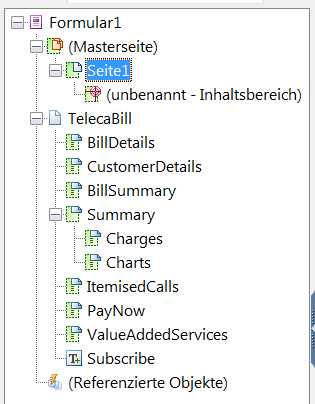 Formular1
(Masterseite)
Seite1
(unbenannt - Inhaltsbereich)
TelecaBill
BillDetails
CustomerDetails
BillSummary
Summary
Charges
Charts
ItemisedCalls
PayNow
ValueAddedServices
Subscribe
(Referenzierte Objekte)